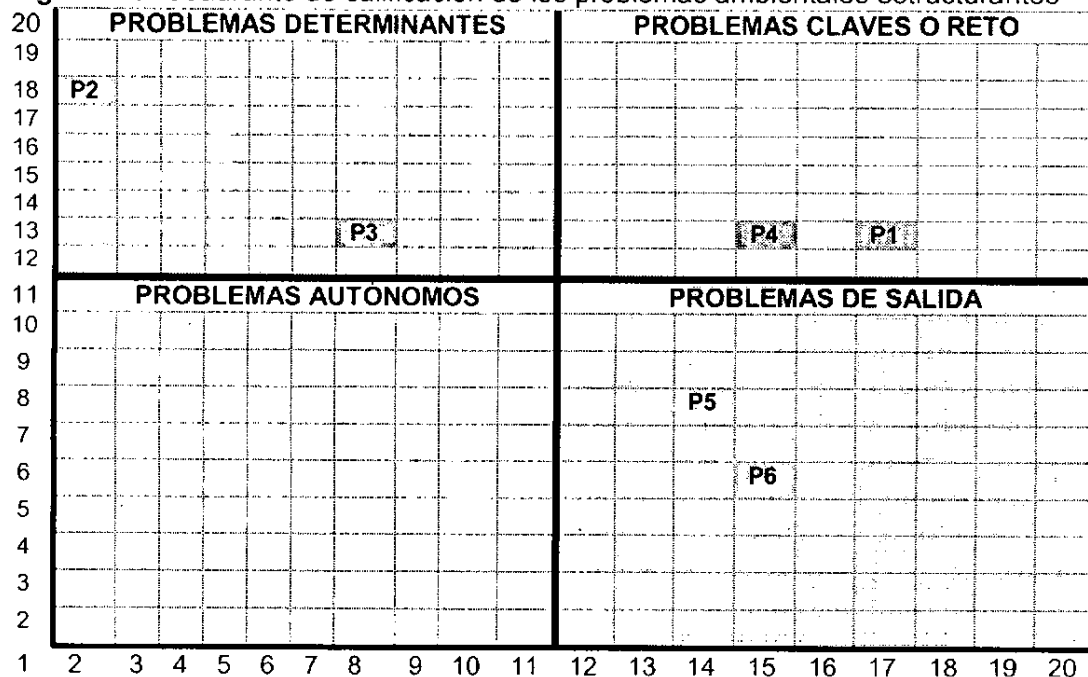 20 PROBLEMAS DETERMINANTES PROBLEMAS CLAVES O RETO
19
18 P2
17
16
15
14
13 P3 P4 P1
12
11 PROBLEMAS AUTÓNOMOS PROBLEMAS DE SALIDA
10
9
8 P5
7
6 P6
5
4
3
2
1 2 3 4 5 6 7 8 9 10 11 12 13 14 15 16 17 18 19 20